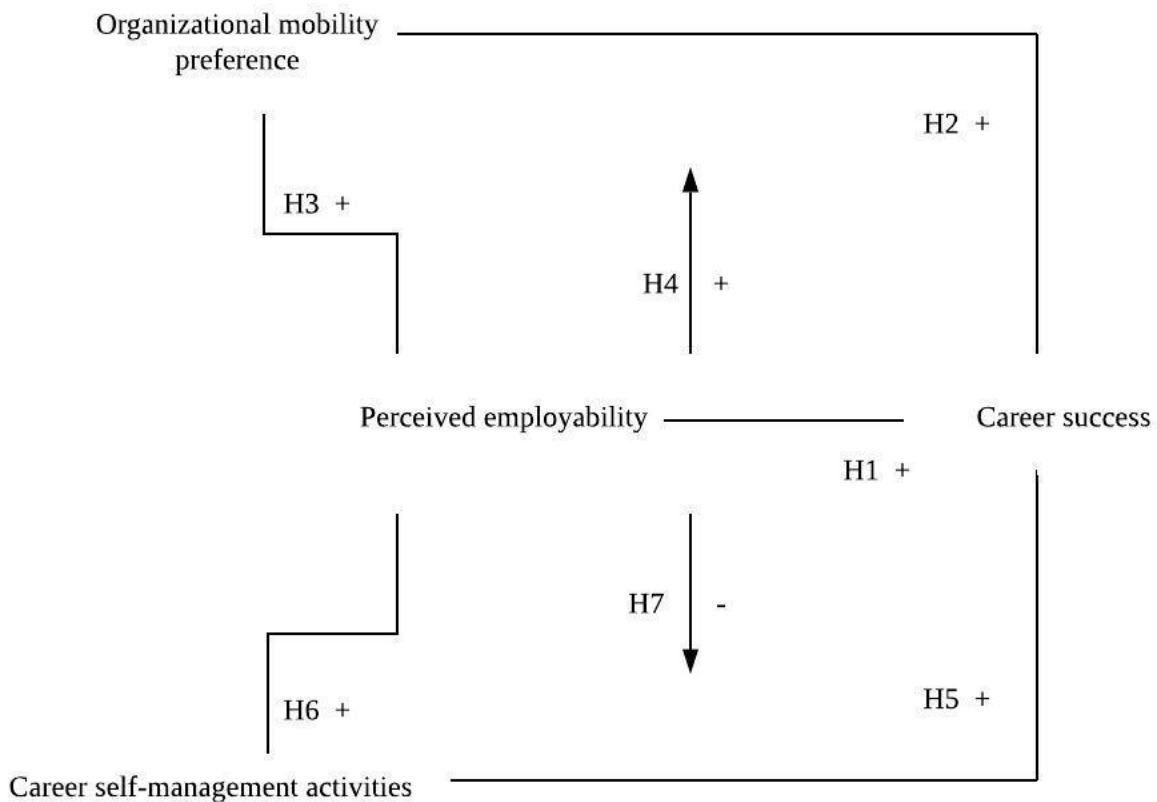 Organizational mobility
preference
H2 +
H3 +
H4 +
Perceived employability
Career success
H1 +
H7 -
H5 +
H6 +
Career self-management activities